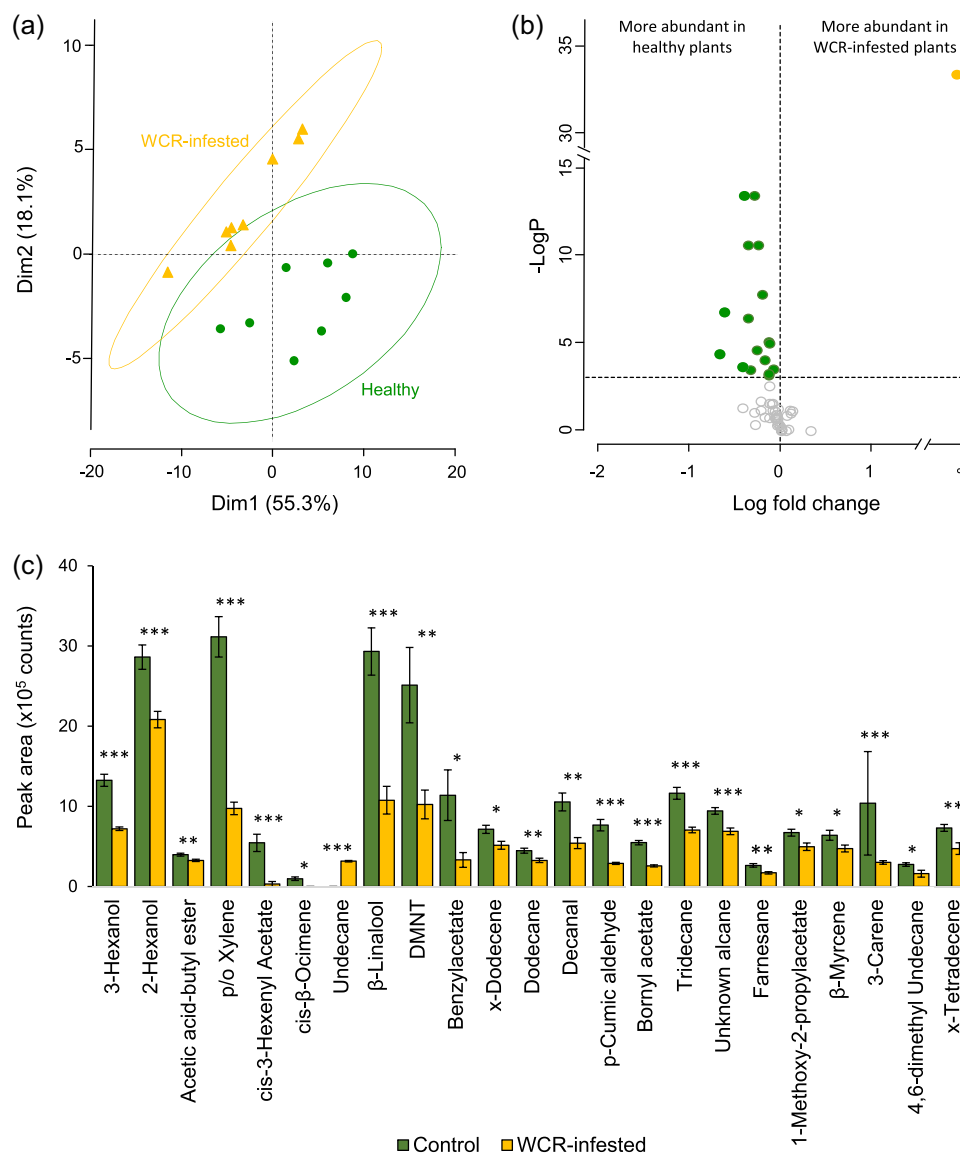 (a)
10
5
0
-5
-20
-10
0
10
20
Dim2 (18.1%)
Dim1 (55.3%)
WCR-infested
Healthy
(b)
More abundant in
healthy plants
More abundant in
WCR-infested plants
35
30
15
10
5
0
-2
-1
0
1
-LogP
Log fold change
(c)
40
30
20
10
0
Peak area (x10⁵ counts)
***
***
**
***
***
*
***
***
**
*
*
**
**
***
***
***
***
**
*
*
***
*
**
3-Hexanol
2-Hexanol
Acetic acid-butyl ester
p/o Xylene
cis-3-Hexenyl Acetate
cis-β-Ocimene
Undecane
β-Linalool
DMNT
Benzylacetate
x-Dodecene
Dodecane
Decanal
p-Cumic aldehyde
Bornyl acetate
Tridecane
Unknown alcane
Farnesan
1-Methoxy-2-propylacetate
β-Myrcene
3-Carene
4,6-dimethyl Undecane
x-Tetradecene
Control
WCR-infested